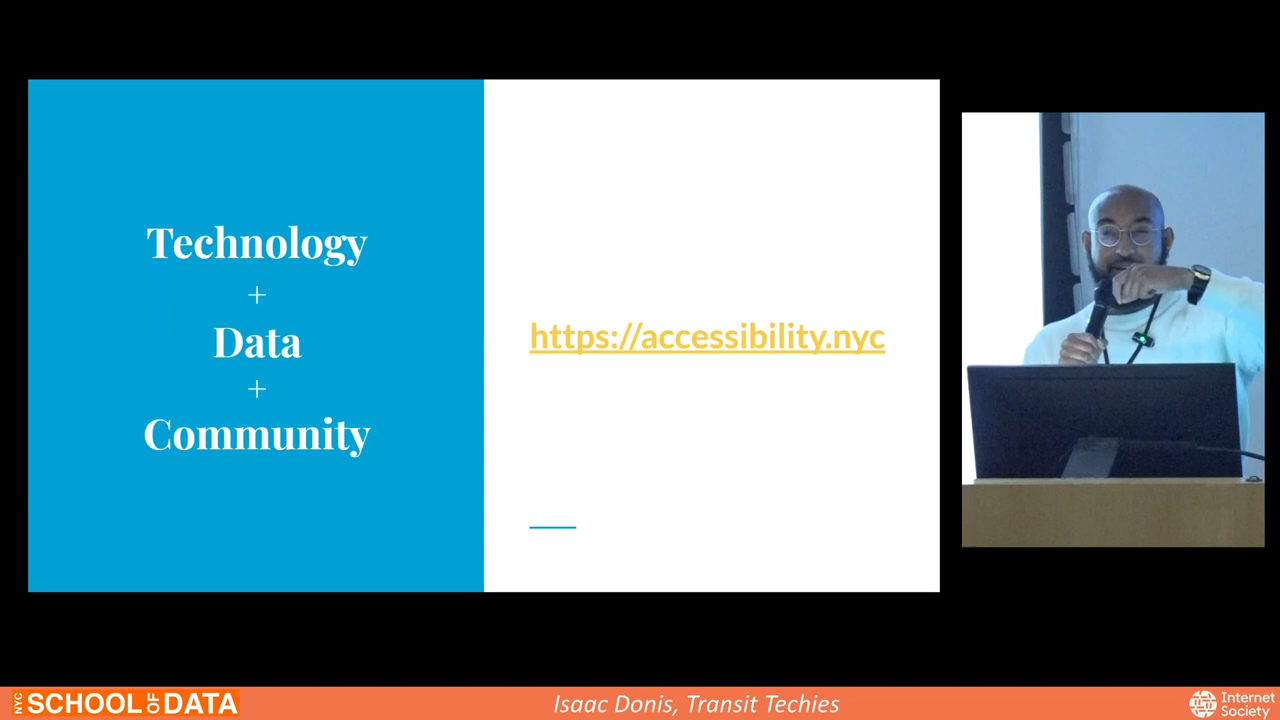 Technology
+
Data
+
Community
https://accessibility.nyc
NYC SCHOOL OF DATA
Isaac Donis, Transit Techies
Internet
Society